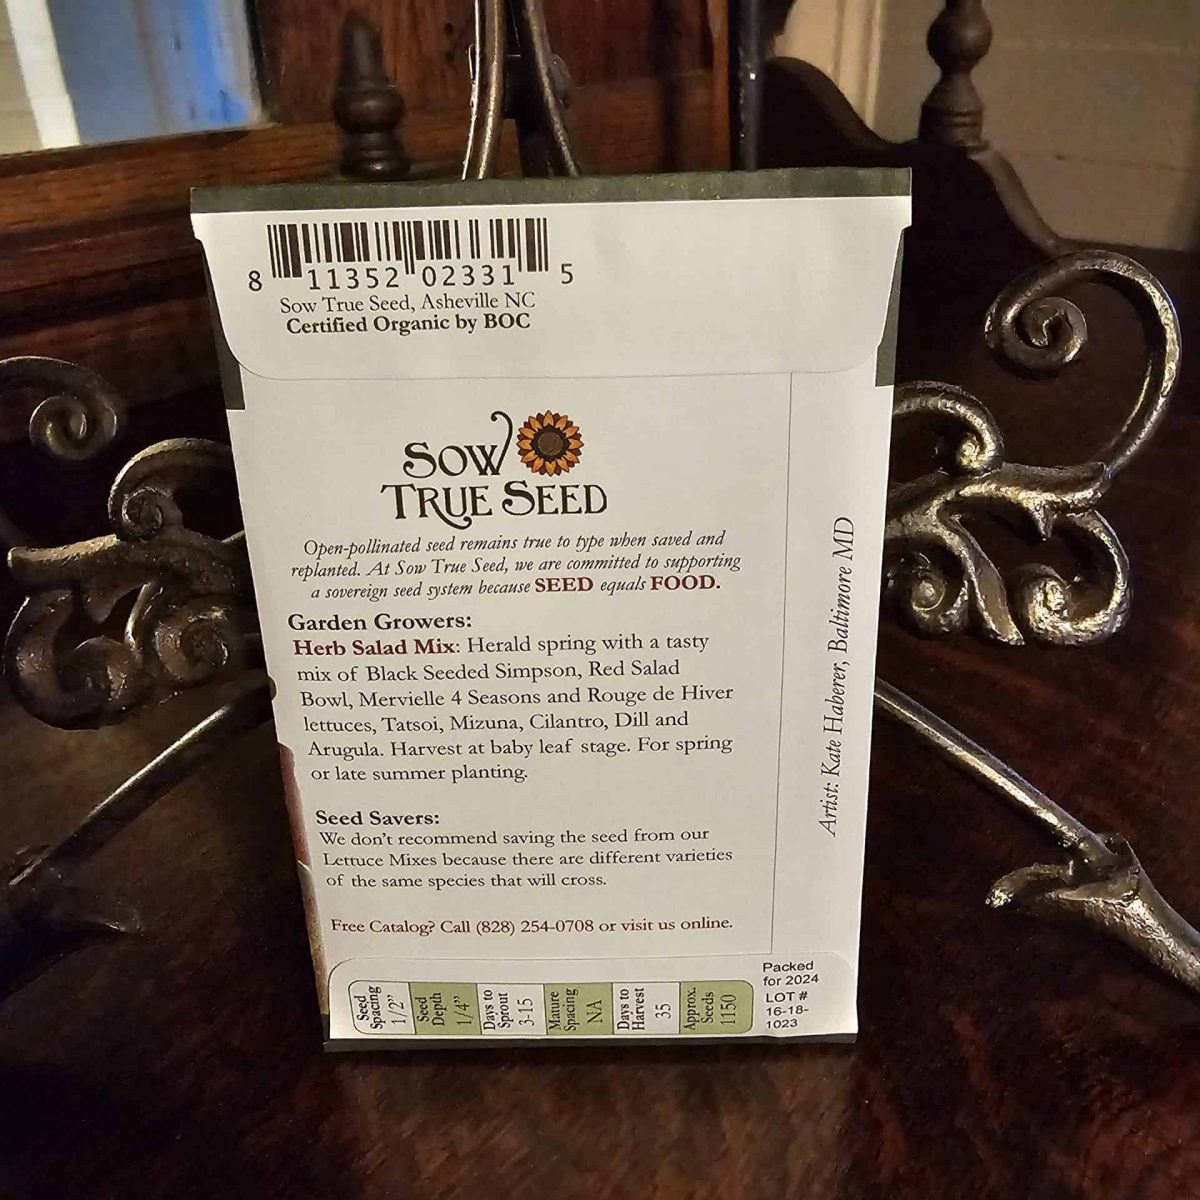 8 11352 02331 5
Sow True Seed, Asheville NC
Certified Organic by BOC
SOW
TRUE SEED
Open-pollinated seed remains true to type when saved and
replanted. At Sow True Seed, we are committed to supporting
a sovereign seed system because SEED equals FOOD.
Garden Growers:
Herb Salad Mix: Herald spring with a tasty
mix of Black Seeded Simpson, Red Salad
Bowl, Mervielle 4 Seasons and Rouge de Hiver
lettuces, Tatsoi, Mizuna, Cilantro, Dill and
Arugula. Harvest at baby leaf stage. For spring
or late summer planting.
Seed Savers:
We don't recommend saving the seed from our
Lettuce Mixes because there are different varieties
of the same species that will cross.
Free Catalog? Call (828) 254-0708 or visit us online.
Seed
Spacing
1/2"
Seed
Depth
1/4"
Days to
Sprout
3-15
Mature
Spacing
NA
Days to
Harvest
35
Approx.
Seeds
1150
Packed
for 2024
LOT #
16-18-
1023
Artist: Kate Haberer, Baltimore MD